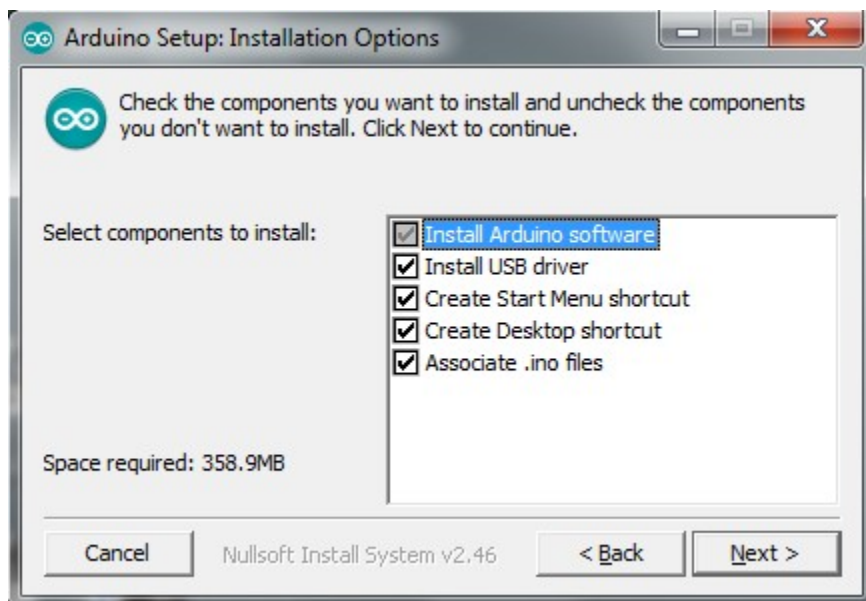 Arduino Setup: Installation Options
Check the components you want to install and uncheck the components
you don't want to install. Click Next to continue.
Select components to install:
Install Arduino software
Install USB driver
Create Start Menu shortcut
Create Desktop shortcut
Associate .ino files
Space required: 358.9MB
Cancel
Nullsoft Install System v2.46
< Back
Next >